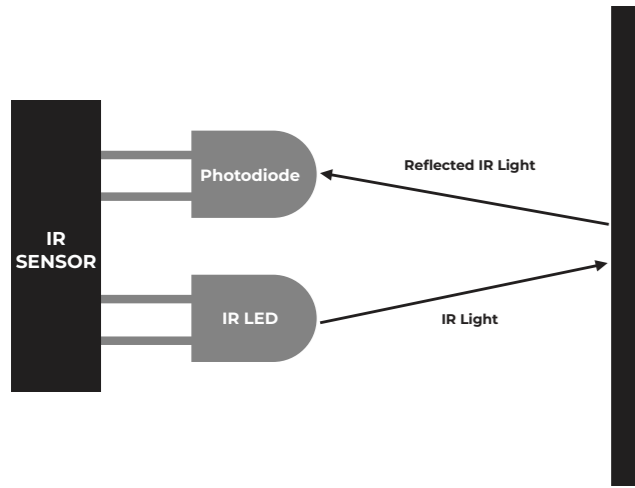 Photodiode
Reflected IR Light
IR
SENSOR
IR LED
IR Light